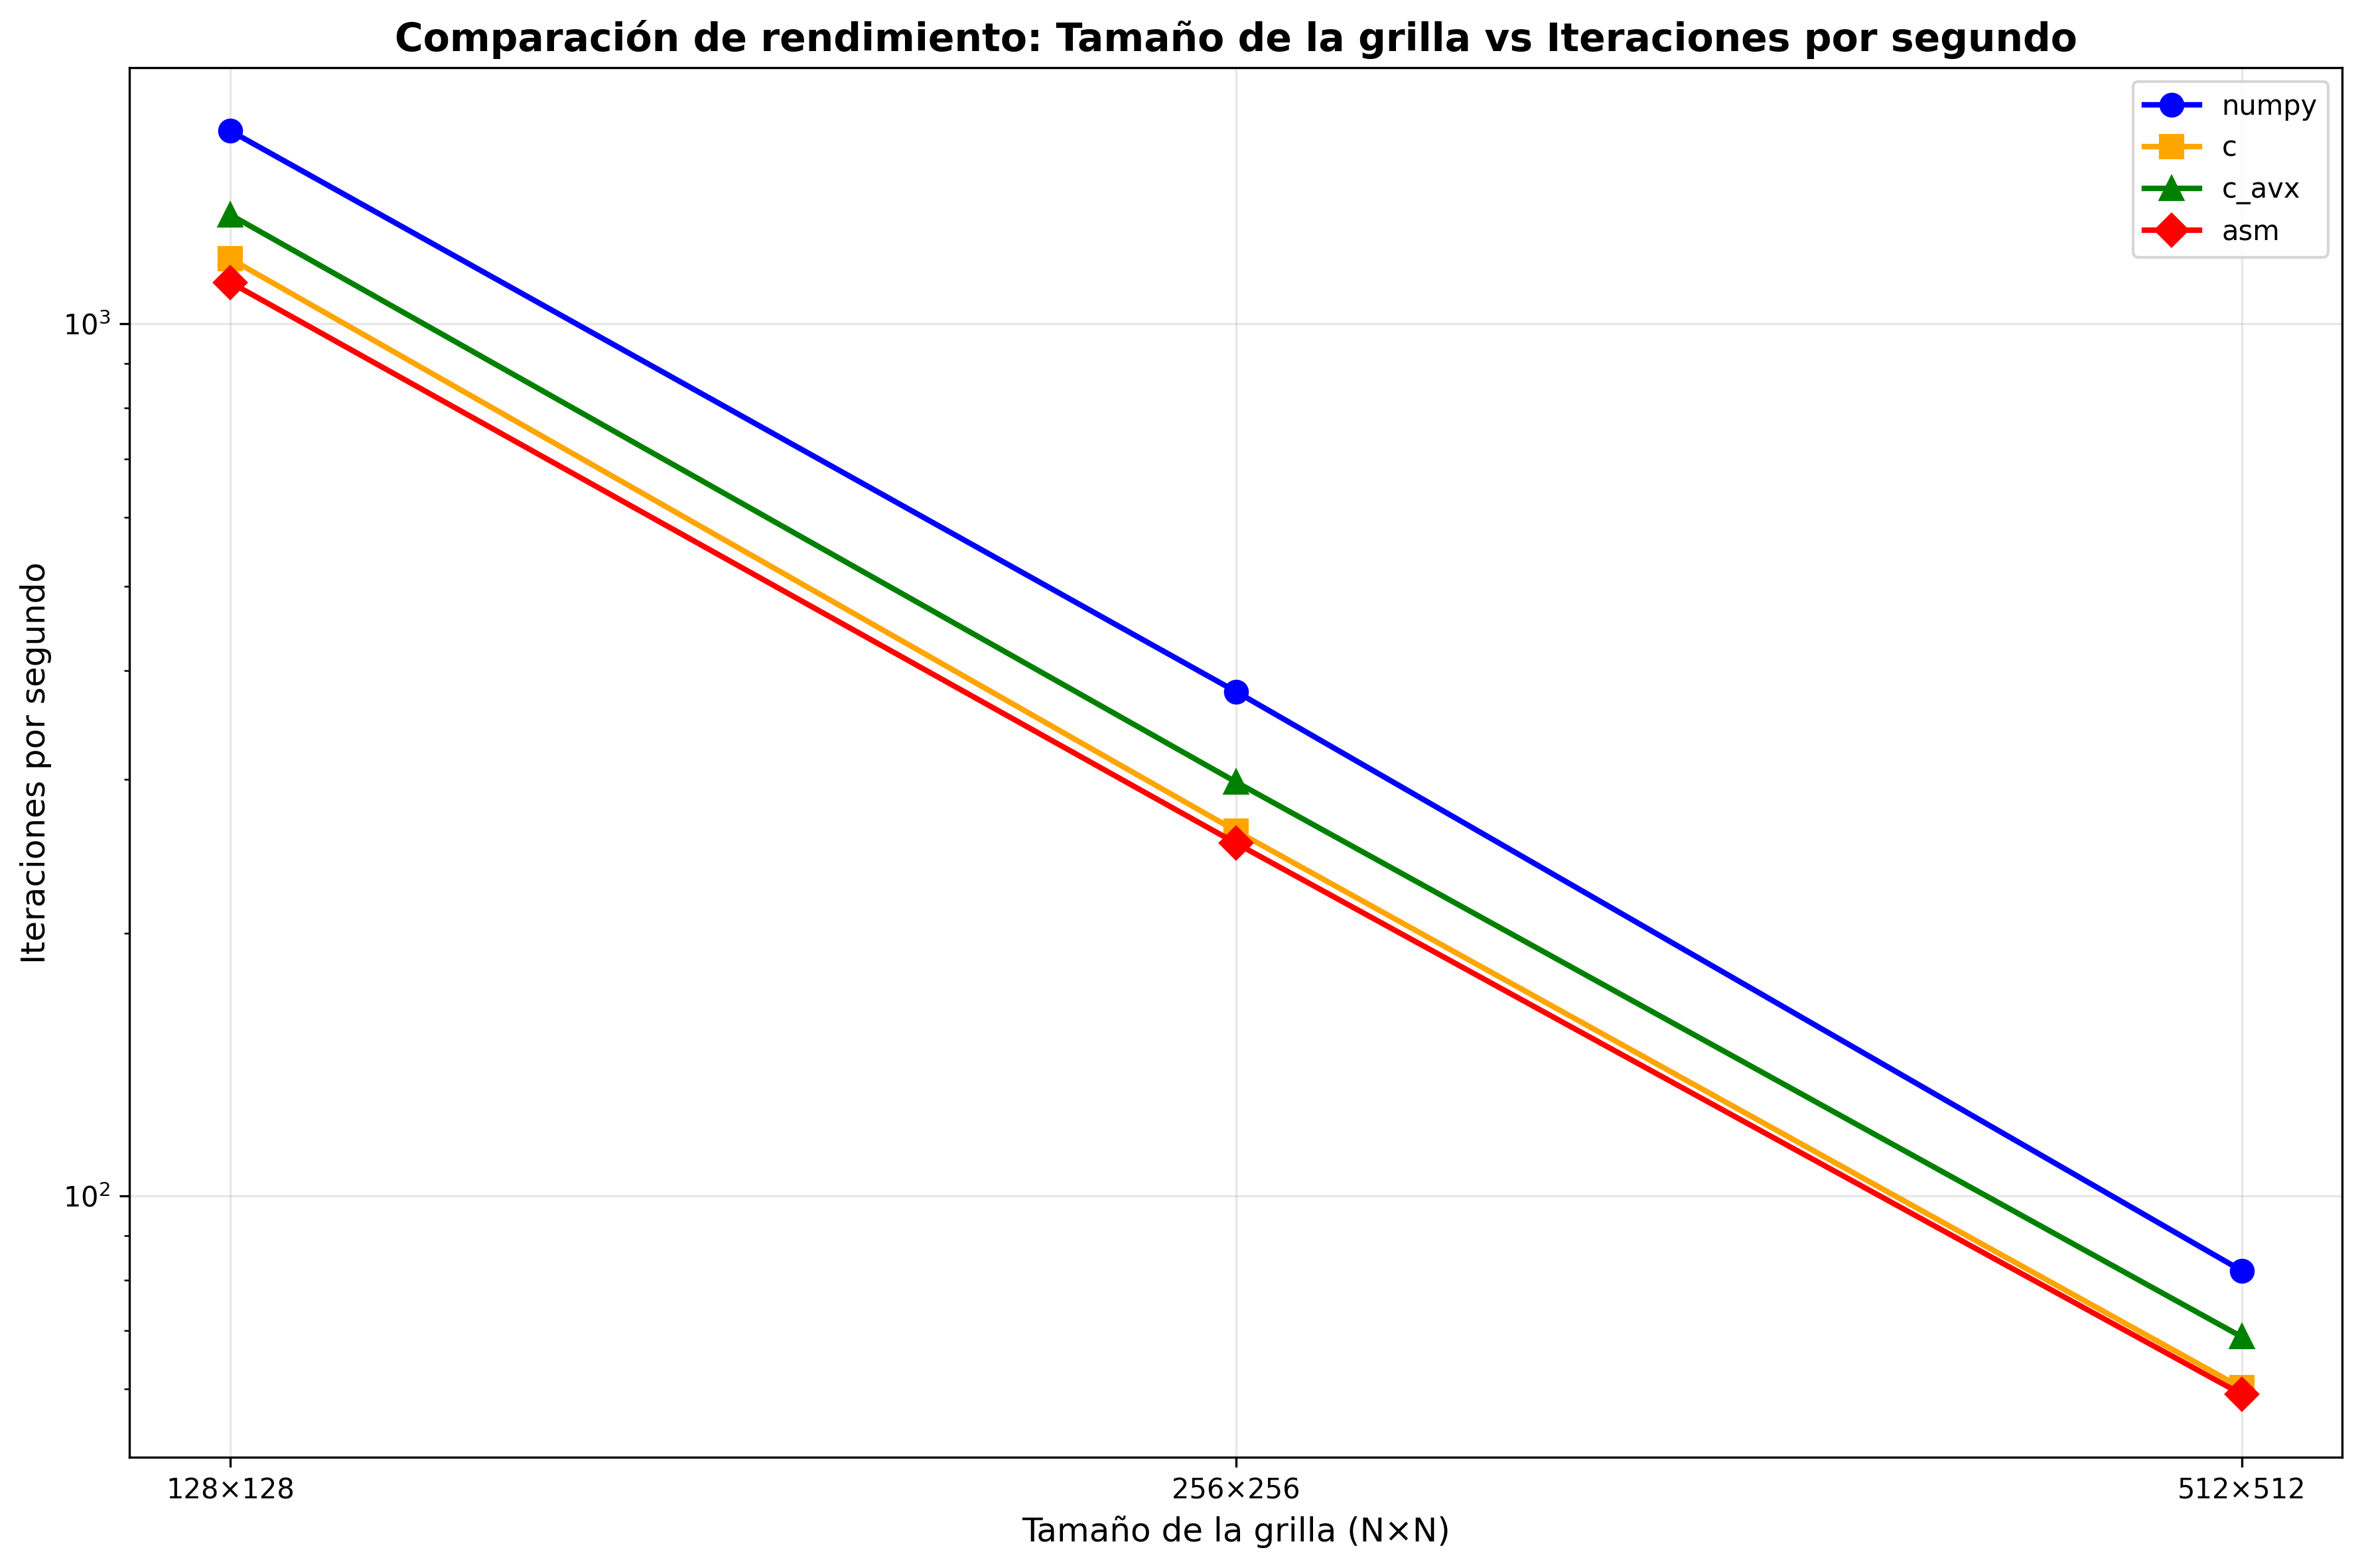 Comparación de rendimiento: Tamaño de la grilla vs Iteraciones por segundo
numpy
c
c_avx
asm
10³
10²
Iteraciones por segundo
128×128
256×256
512×512
Tamaño de la grilla (N×N)